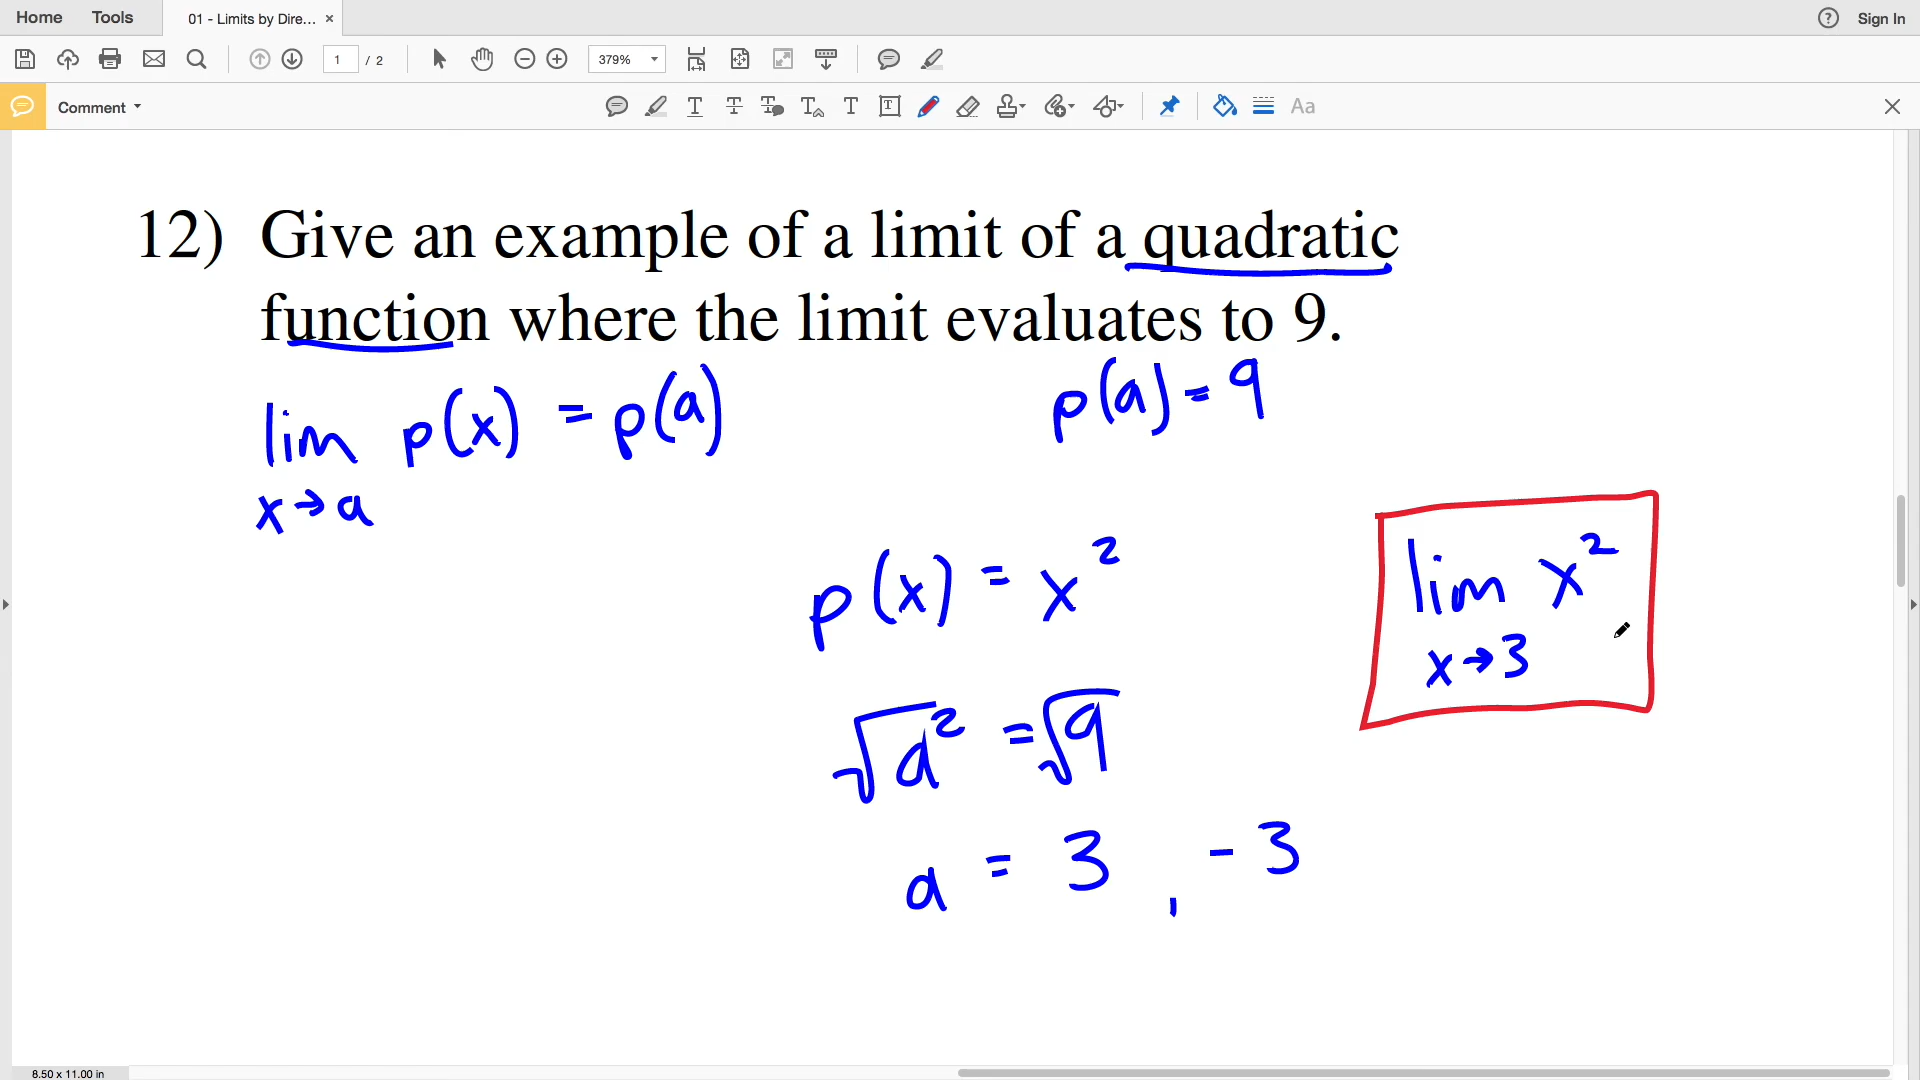 Home Tools 01 - Limits by Dire... × ? Sign In
1 / 2 379%
Comment T T T T T T Aa
12) Give an example of a limit of a quadratic
function where the limit evaluates to 9.
lim p(x) = p(a)
x→a
p(a) = 9
p(x) = x²
√a² = √9
a = 3 , - 3
lim x²
x→3
8.50 x 11.00 in